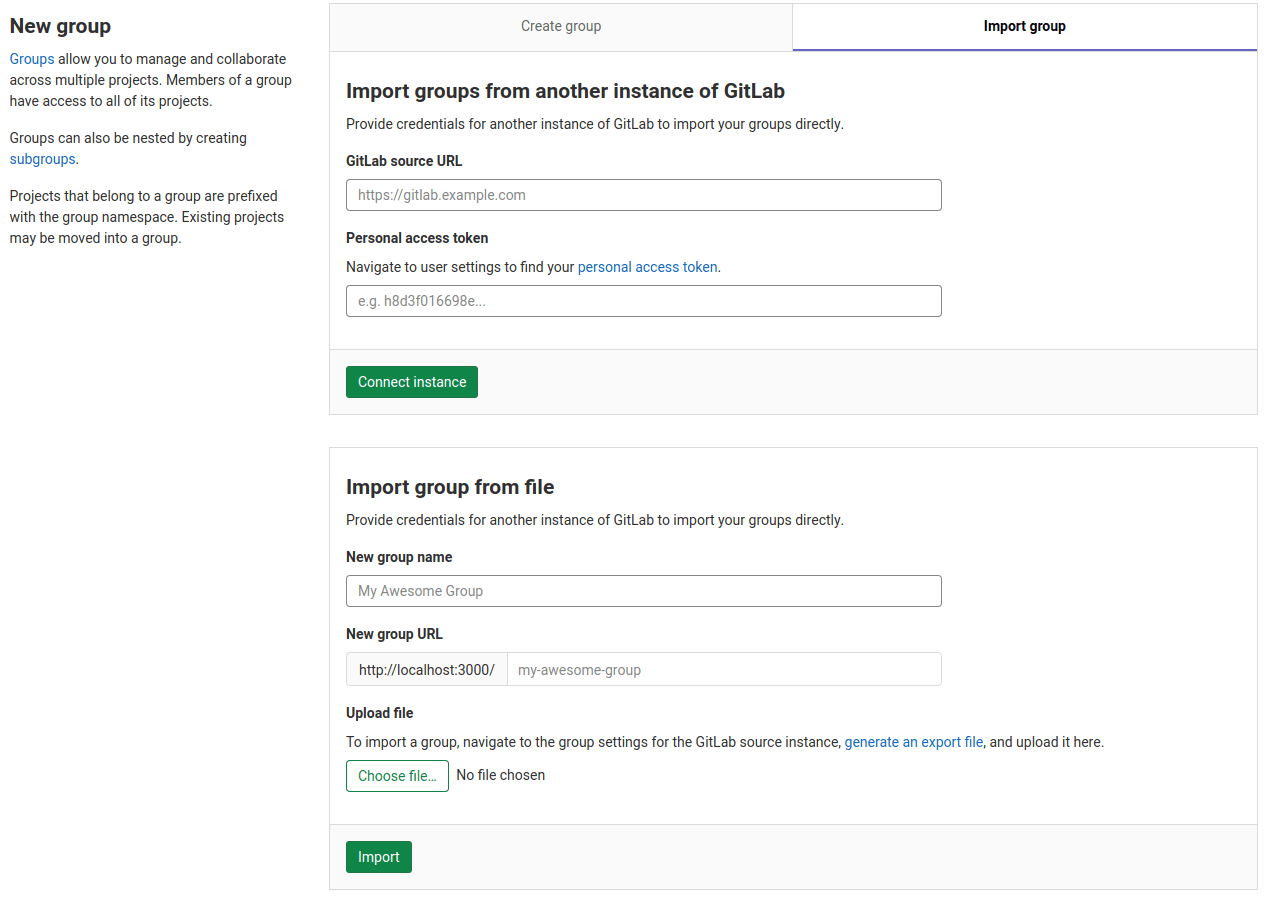 New group
Groups allow you to manage and collaborate
across multiple projects. Members of a group
have access to all of its projects.
Groups can also be nested by creating
subgroups.
Projects that belong to a group are prefixed
with the group namespace. Existing projects
may be moved into a group.
Create group
Import group
Import groups from another instance of GitLab
Provide credentials for another instance of GitLab to import your groups directly.
GitLab source URL
https://gitlab.example.com
Personal access token
Navigate to user settings to find your personal access token.
e.g. h8d3f016698e...
Connect instance
Import group from file
Provide credentials for another instance of GitLab to import your groups directly.
New group name
My Awesome Group
New group URL
http://localhost:3000/ my-awesome-group
Upload file
To import a group, navigate to the group settings for the GitLab source instance, generate an export file, and upload it here.
Choose file… No file chosen
Import